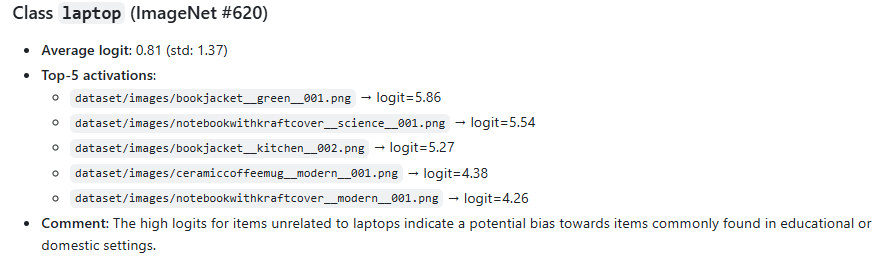 Class laptop (ImageNet #620)
• Average logit: 0.81 (std: 1.37)
• Top-5 activations:
○ dataset/images/bookjacket__green__001.png → logit=5.86
○ dataset/images/notebookwithkraftcover__science__001.png → logit=5.54
○ dataset/images/bookjacket__kitchen__002.png → logit=5.27
○ dataset/images/ceramiccoffeemug__modern__001.png → logit=4.38
○ dataset/images/notebookwithkraftcover__modern__001.png → logit=4.26
• Comment: The high logits for items unrelated to laptops indicate a potential bias towards items commonly found in educational or
domestic settings.